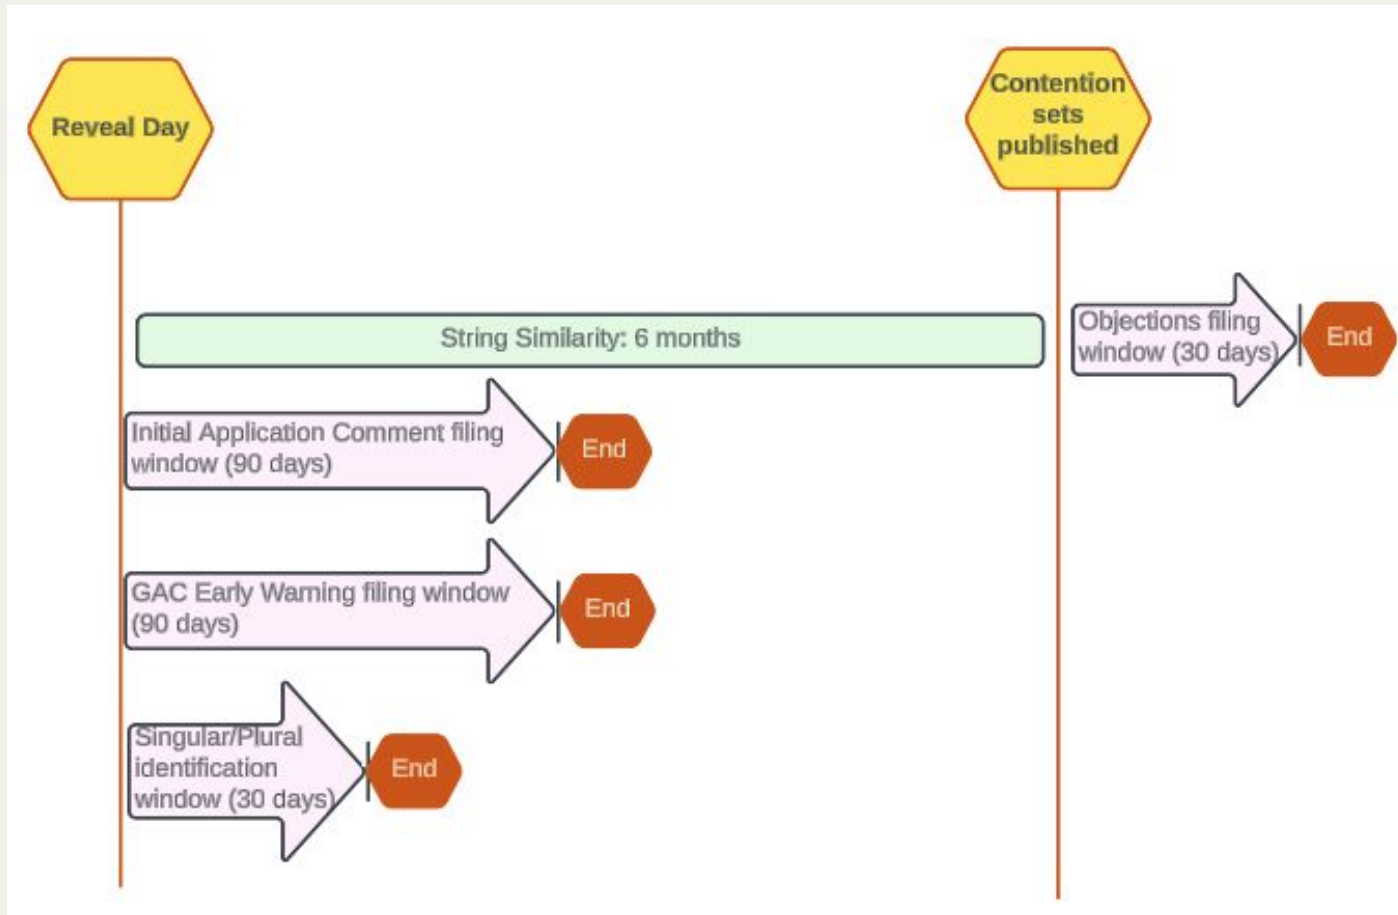 Reveal Day
Contention
sets
published
String Similarity: 6 months
Objections filing
window (30 days)
End
Initial Application Comment filing
window (90 days)
End
GAC Early Warning filing window
(90 days)
End
Singular/Plural
identification
window (30 days)
End